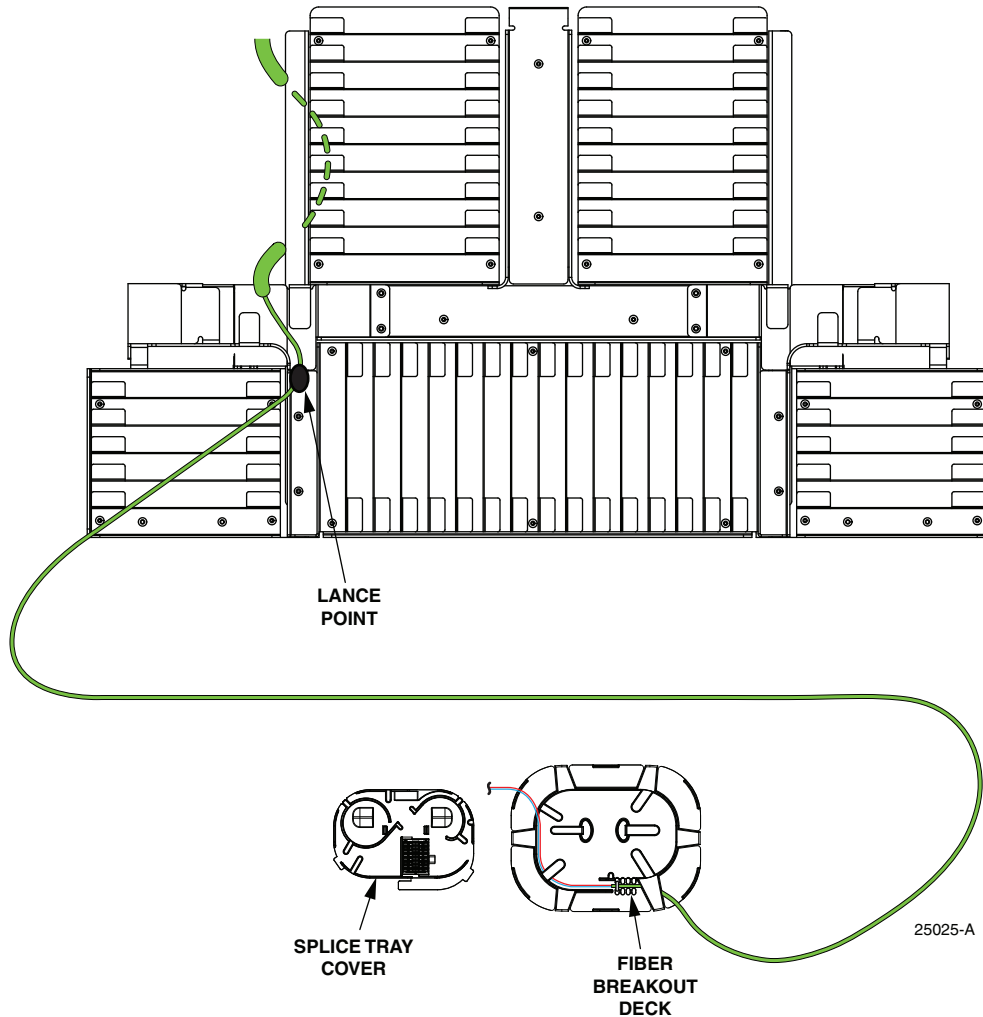 LANCE
POINT
SPLICE TRAY
COVER
FIBER
BREAKOUT
DECK
25025-A